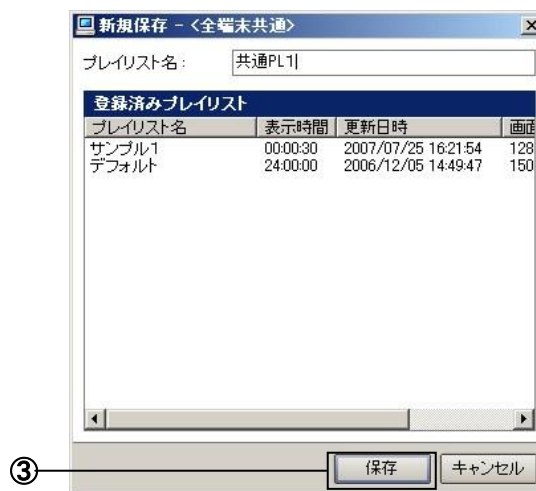 新規保存 - <全端末共通>
プレイリスト名: 共通PL1
登録済みプレイリスト
プレイリスト名 表示時間 更新日時 画面
サンプル1 00:00:30 2007/07/25 16:21:54 128
デフォルト 24:00:00 2006/12/05 14:49:47 150
③ 保存 キャンセル